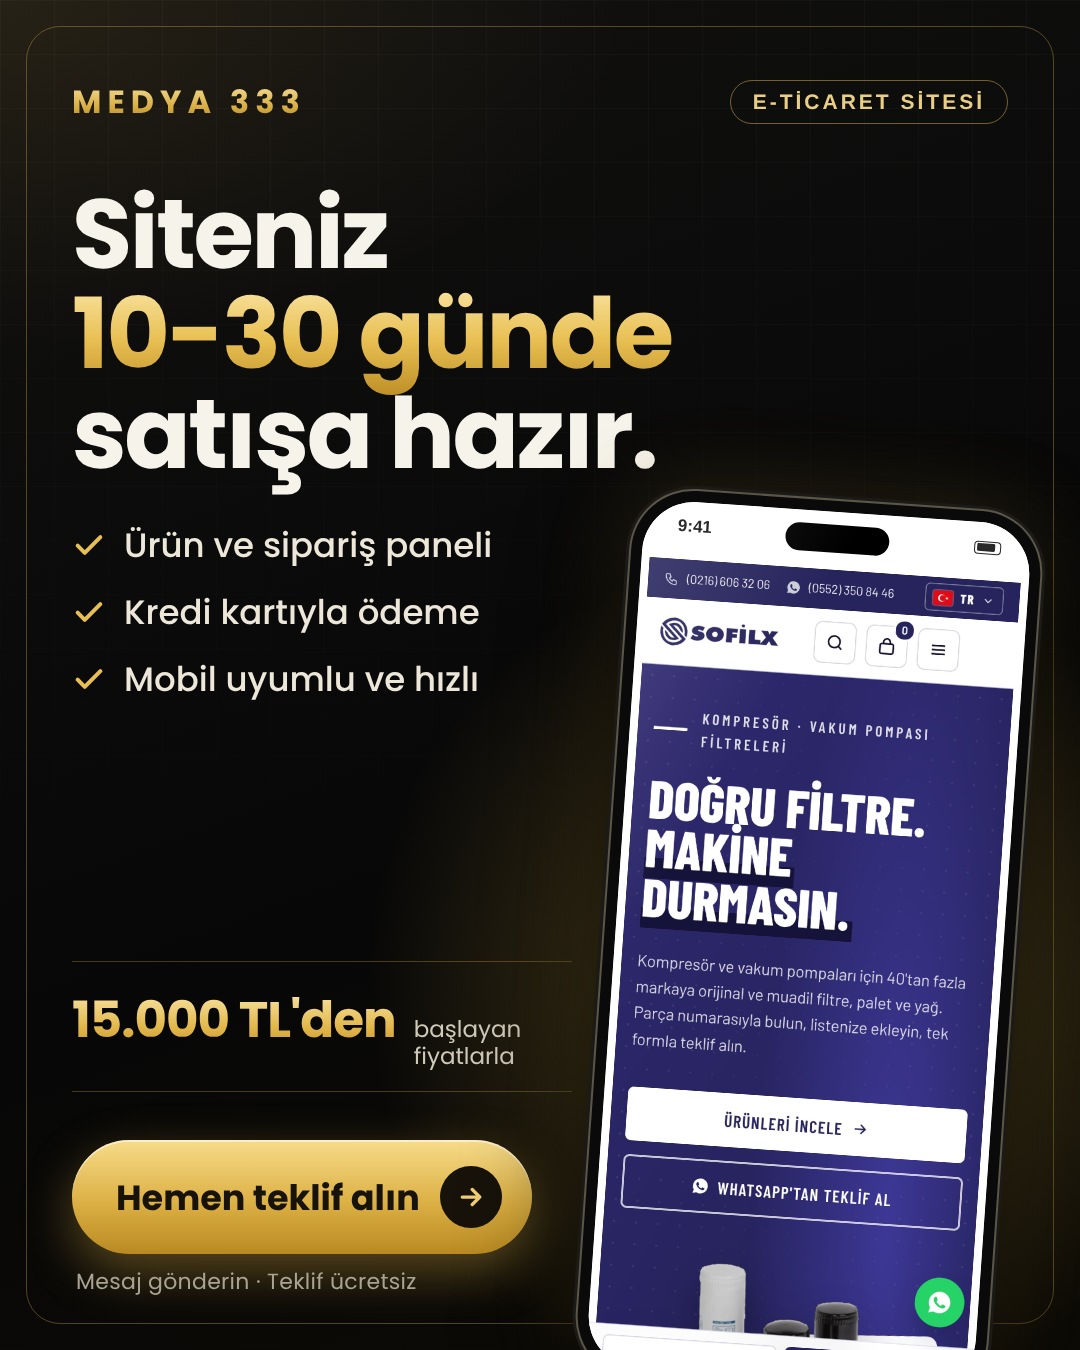 MEDYA 333
E-TİCARET SİTESİ
Siteniz
10–30 günde
satışa hazır.
Ürün ve sipariş paneli
Kredi kartıyla ödeme
Mobil uyumlu ve hızlı
15.000 TL'den
başlayan
fiyatlarla
Hemen teklif alın
Mesaj gönderin · Teklif ücretsiz
9:41
(0216) 606 32 06
(0552) 350 84 46
TR
SOFİLX
0
KOMPRESÖR · VAKUM POMPASI
FİLTRELERİ
DOĞRU FİLTRE.
MAKİNE
DURMASIN.
Kompresör ve vakum pompaları için 40'tan fazla
markaya orijinal ve muadil filtre, palet ve yağ.
Parça numarasıyla bulun, listenize ekleyin, tek
formla teklif alın.
ÜRÜNLERİ İNCELE
WHATSAPP'TAN TEKLİF AL